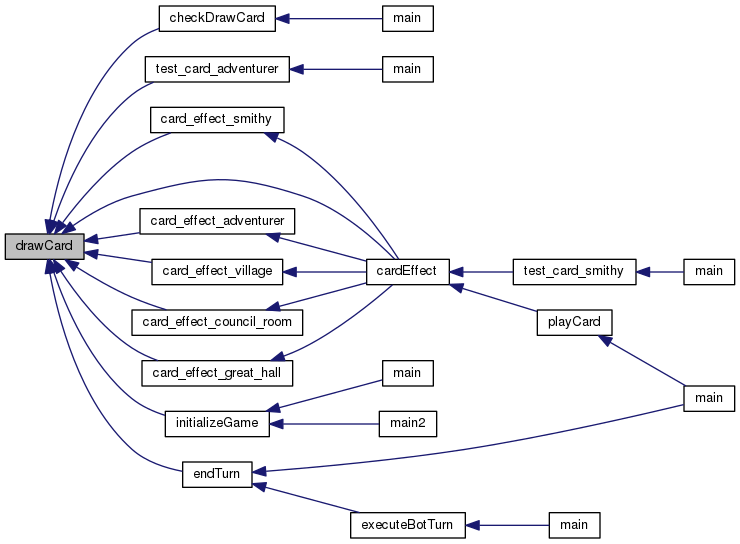 checkDrawCard
main
test_card_adventurer
main
card_effect_smithy
card_effect_adventurer
drawCard
card_effect_village
cardEffect
test_card_smithy
main
card_effect_council_room
playCard
card_effect_great_hall
main
main
initializeGame
main2
endTurn
executeBotTurn
main